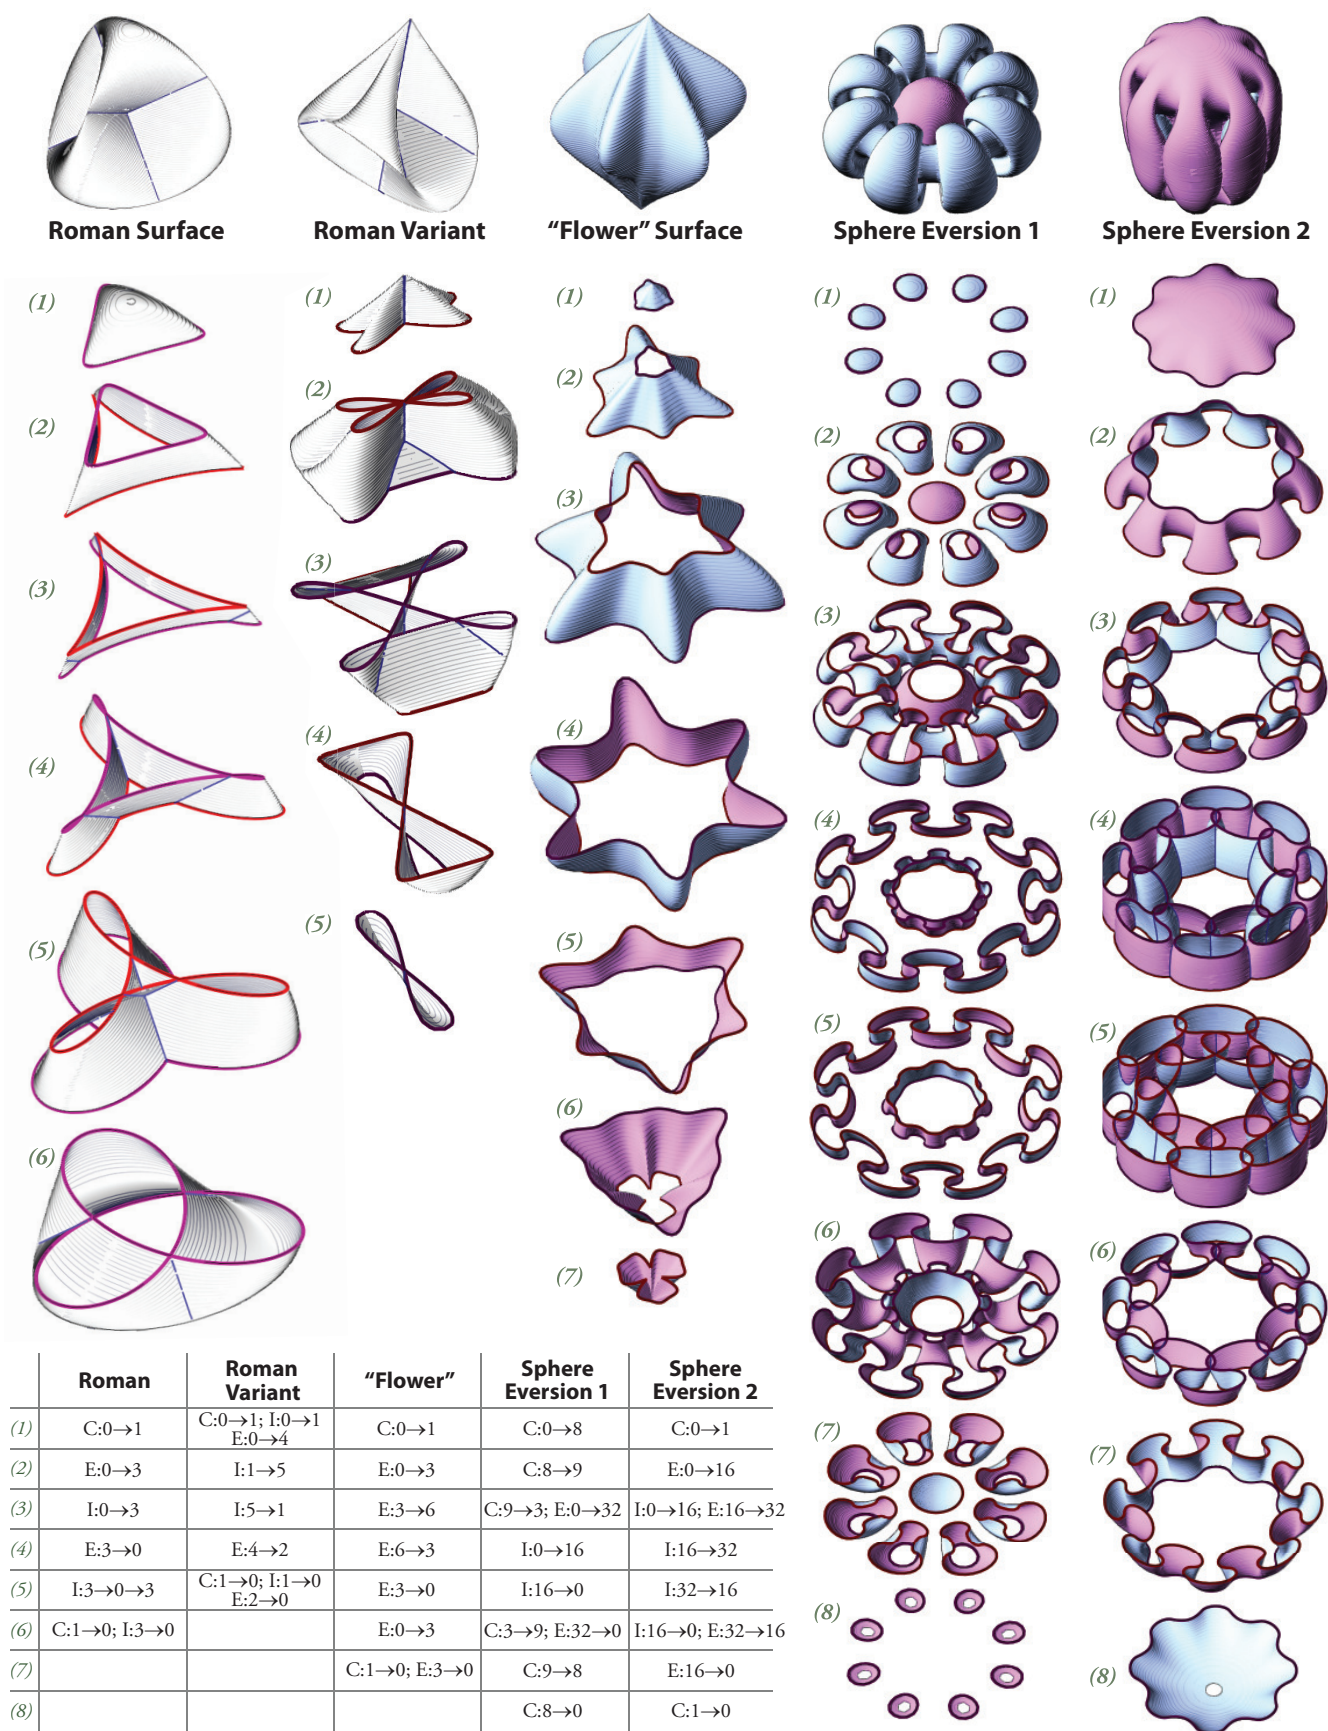 Roman Surface
Roman Variant
“Flower” Surface
Sphere Eversion 1
Sphere Eversion 2
(1)
(2)
(3)
(4)
(5)
(6)
(1)
(2)
(3)
(4)
(5)
(1)
(2)
(3)
(4)
(5)
(6)
(7)
(1)
(2)
(3)
(4)
(5)
(6)
(7)
(8)
(1)
(2)
(3)
(4)
(5)
(6)
(7)
(8)
Roman
Roman
Variant
“Flower”
Sphere
Eversion 1
Sphere
Eversion 2
(1) C:0→1 C:0→1; I:0→1 C:0→1 C:0→8 C:0→1
E:0→4
(2) E:0→3 I:1→5 E:0→3 C:8→9 E:0→16
(3) I:0→3 I:5→1 E:3→6 C:9→3; E:0→32 I:0→16; E:16→32
(4) E:3→0 E:4→2 E:6→3 I:0→16 I:16→32
(5) I:3→0→3 C:1→0; I:1→0 E:3→0 I:16→0 I:32→16
E:2→0
(6) C:1→0; I:3→0 E:0→3 C:3→9; E:32→0 I:16→0; E:32→16
(7) C:1→0; E:3→0 C:9→8 E:16→0
(8) C:8→0 C:1→0